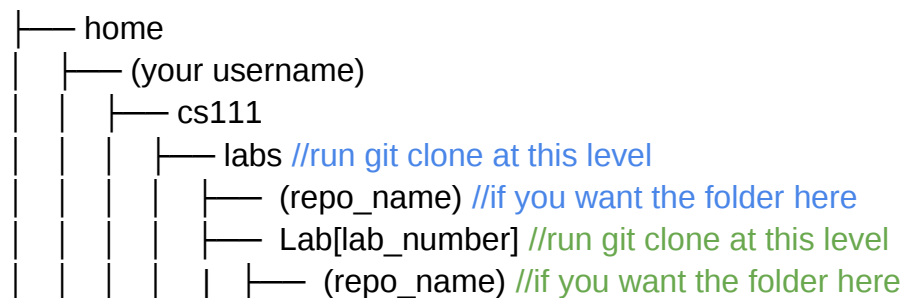 ├── home
│ ├── (your username)
│ │ ├── cs111
│ │ │ ├── labs //run git clone at this level
│ │ │ │ ├── (repo_name) //if you want the folder here
│ │ │ │ ├── Lab[lab_number] //run git clone at this level
│ │ │ │ | ├── (repo_name) //if you want the folder here